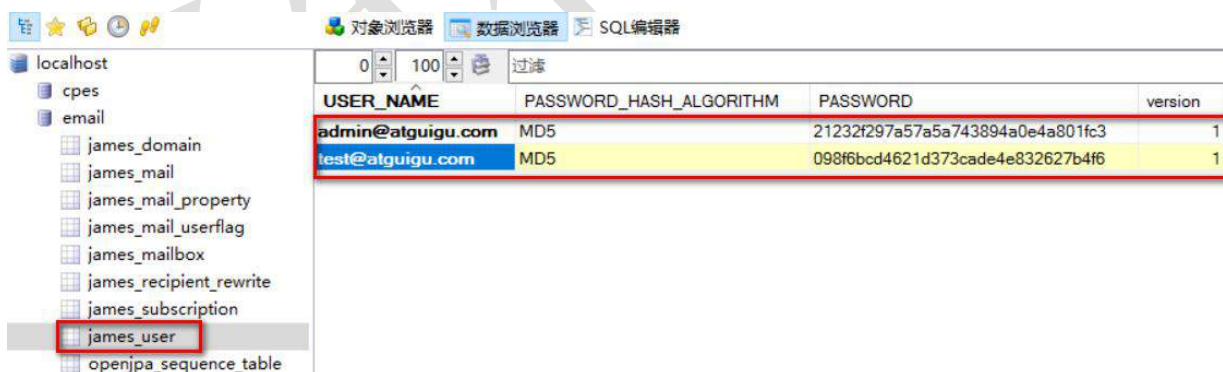 对象浏览器 数据浏览器 SQL编辑器
localhost
cpes
email
james_domain
james_mail
james_mail_property
james_mail_userflag
james_mailbox
james_recipient_rewrite
james_subscription
james_user
openjpa_sequence_table
0 100 过滤
USER_NAME PASSWORD_HASH_ALGORITHM PASSWORD version
admin@atguigu.com MD5 21232f297a57a5a743894a0e4a801fc3 1
test@atguigu.com MD5 098f6bcd4621d373cade4e832627b4f6 1